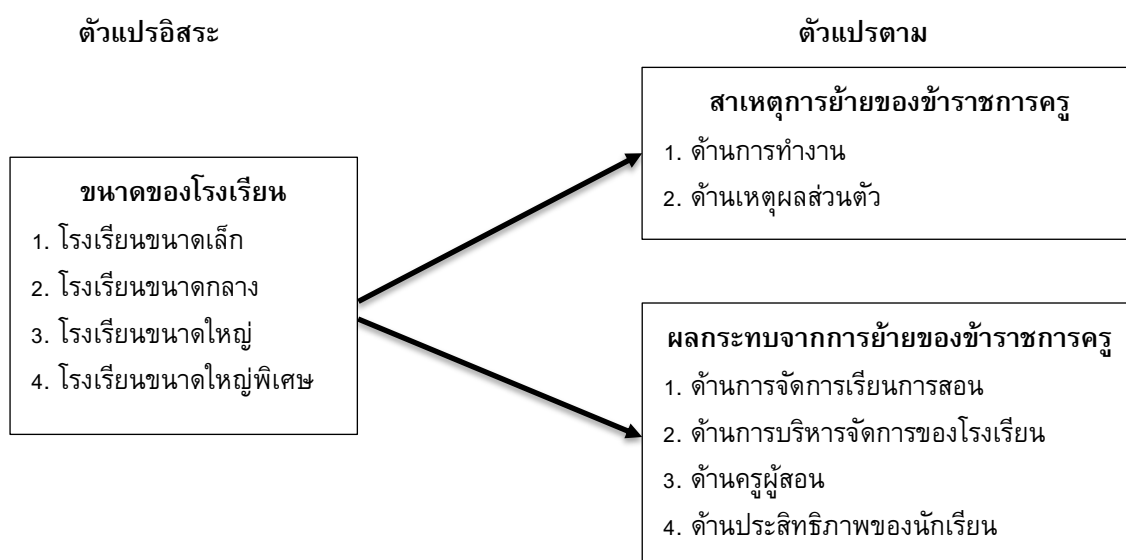 ตัวแปรอิสระ
ตัวแปรตาม
ขนาดของโรงเรียน
1. โรงเรียนขนาดเล็ก
2. โรงเรียนขนาดกลาง
3. โรงเรียนขนาดใหญ่
4. โรงเรียนขนาดใหญ่พิเศษ
สาเหตุการย้ายของข้าราชการครู
1. ด้านการทำงาน
2. ด้านเหตุผลส่วนตัว
ผลกระทบจากการย้ายของข้าราชการครู
1. ด้านการจัดการเรียนการสอน
2. ด้านการบริหารจัดการของโรงเรียน
3. ด้านครูผู้สอน
4. ด้านประสิทธิภาพของนักเรียน